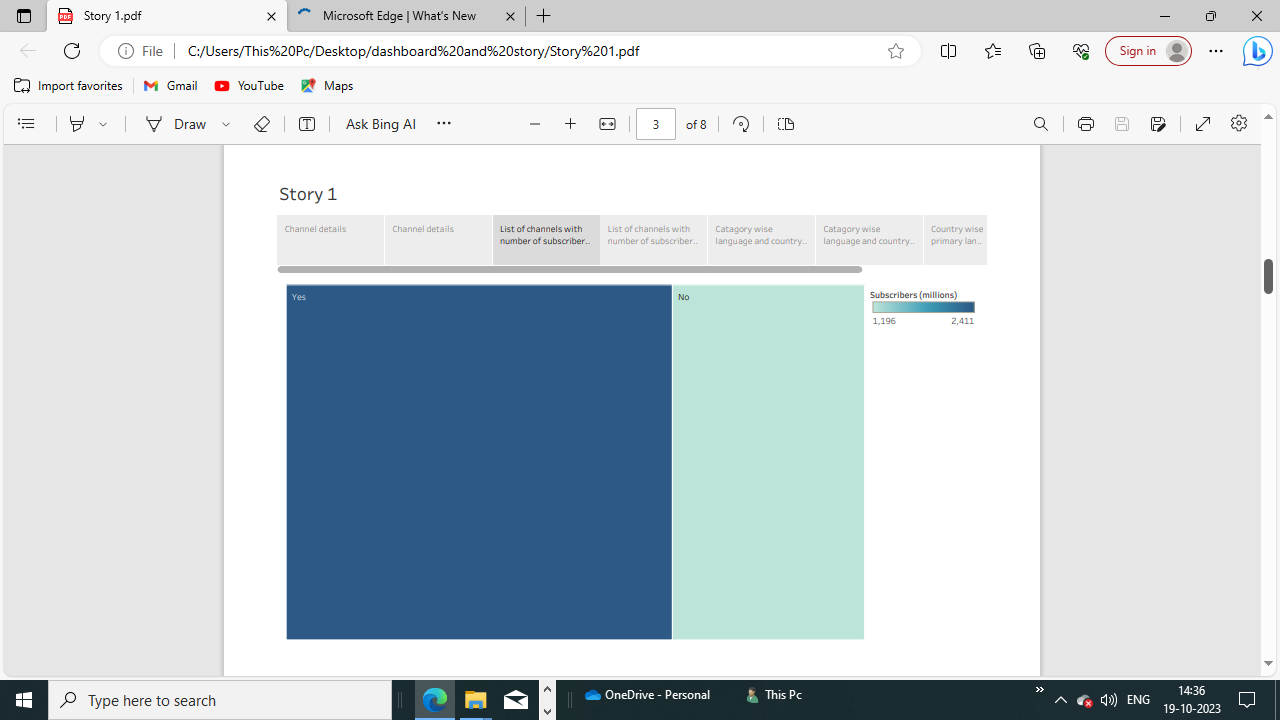 Story 1.pdf
Microsoft Edge | What's New
File
C:/Users/This%20Pc/Desktop/dashboard%20and%20story/Story%201.pdf
Sign in
Import favorites
Gmail
YouTube
Maps
Draw
Ask Bing AI
3
of 8
Story 1
Channel details
Channel details
List of channels with
number of subscriber..
List of channels with
number of subscriber..
Catagory wise
language and country..
Catagory wise
language and country..
Country wise
primary lan..
Yes
No
Subscribers (millions)
1,196
2,411
Type here to search
OneDrive - Personal
This Pc
ENG
14:36
19-10-2023